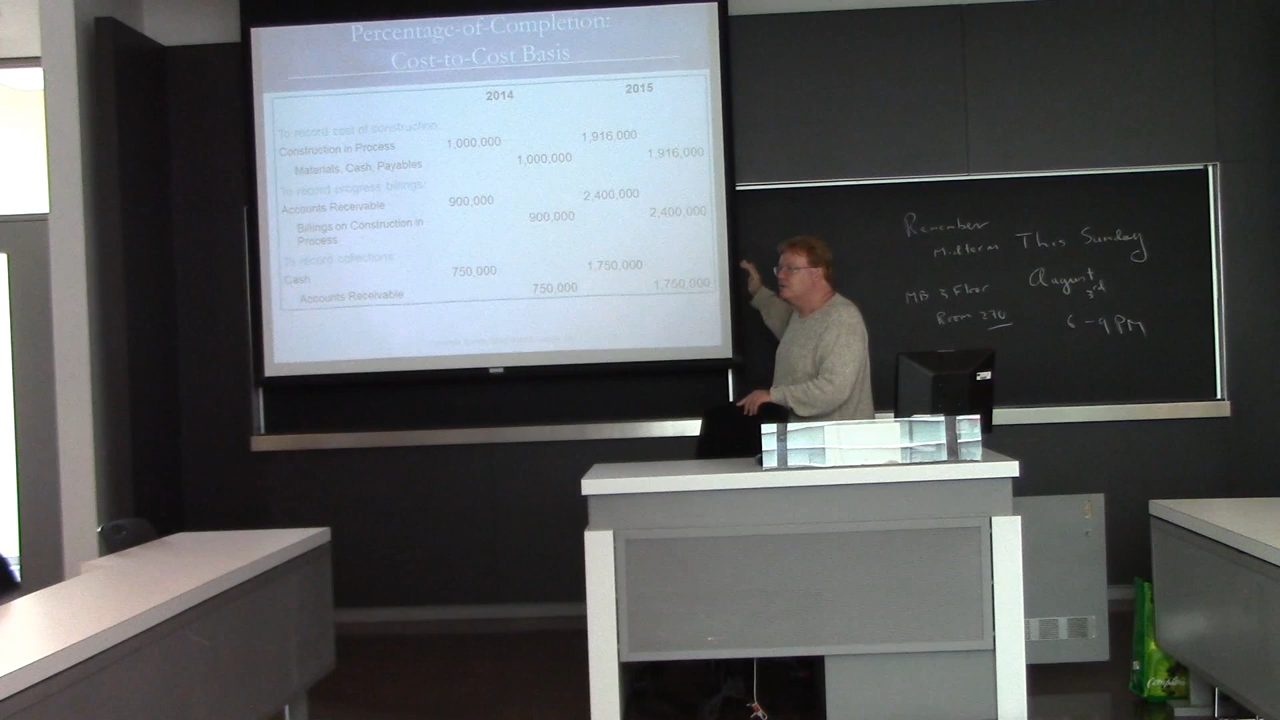 Percentage-of-Completion:
Cost-to-Cost Basis
2014 2015
To record cost of construction:
Construction in Process 1,000,000 1,916,000
Materials, Cash, Payables 1,000,000 1,916,000
To record progress billings:
Accounts Receivable 900,000 2,400,000
Billings on Construction in
Process 900,000 2,400,000
To record collections:
Cash 750,000 1,750,000
Accounts Receivable 750,000 1,750,000
Remember
Midterm This Sunday
August
3rd
MB 3 Floor
Room 270
6-9 PM